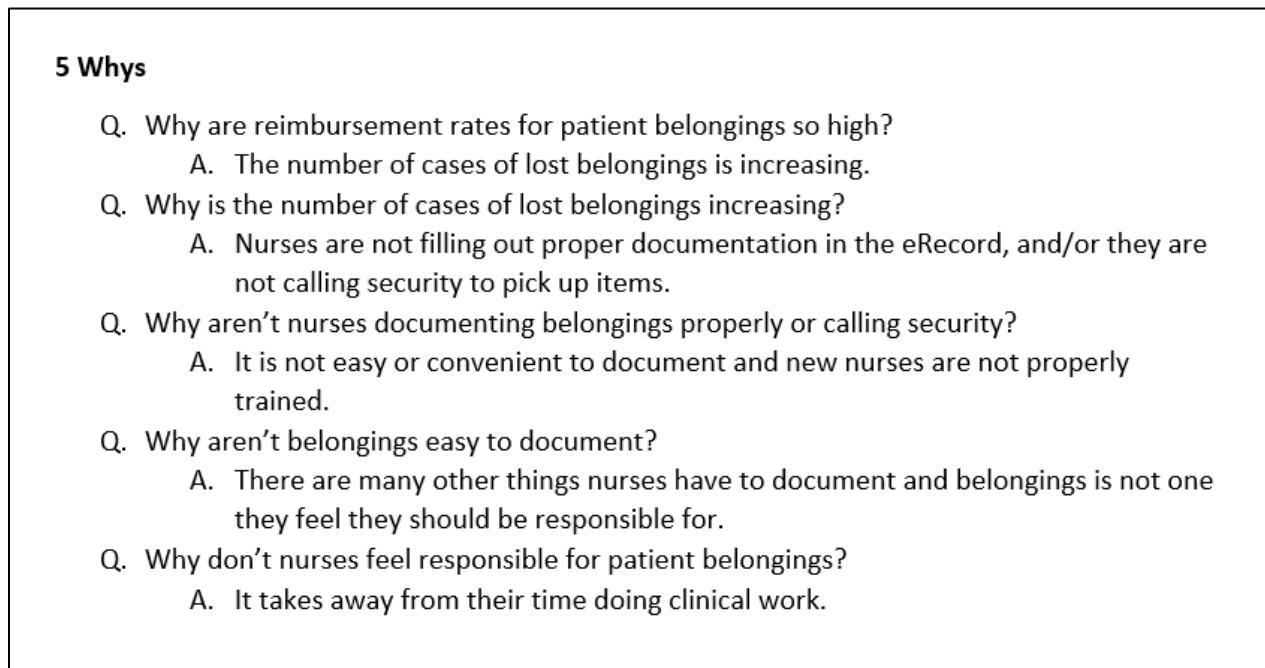 5 Whys
Q. Why are reimbursement rates for patient belongings so high?
A. The number of cases of lost belongings is increasing.
Q. Why is the number of cases of lost belongings increasing?
A. Nurses are not filling out proper documentation in the eRecord, and/or they are
not calling security to pick up items.
Q. Why aren’t nurses documenting belongings properly or calling security?
A. It is not easy or convenient to document and new nurses are not properly
trained.
Q. Why aren’t belongings easy to document?
A. There are many other things nurses have to document and belongings is not one
they feel they should be responsible for.
Q. Why don’t nurses feel responsible for patient belongings?
A. It takes away from their time doing clinical work.